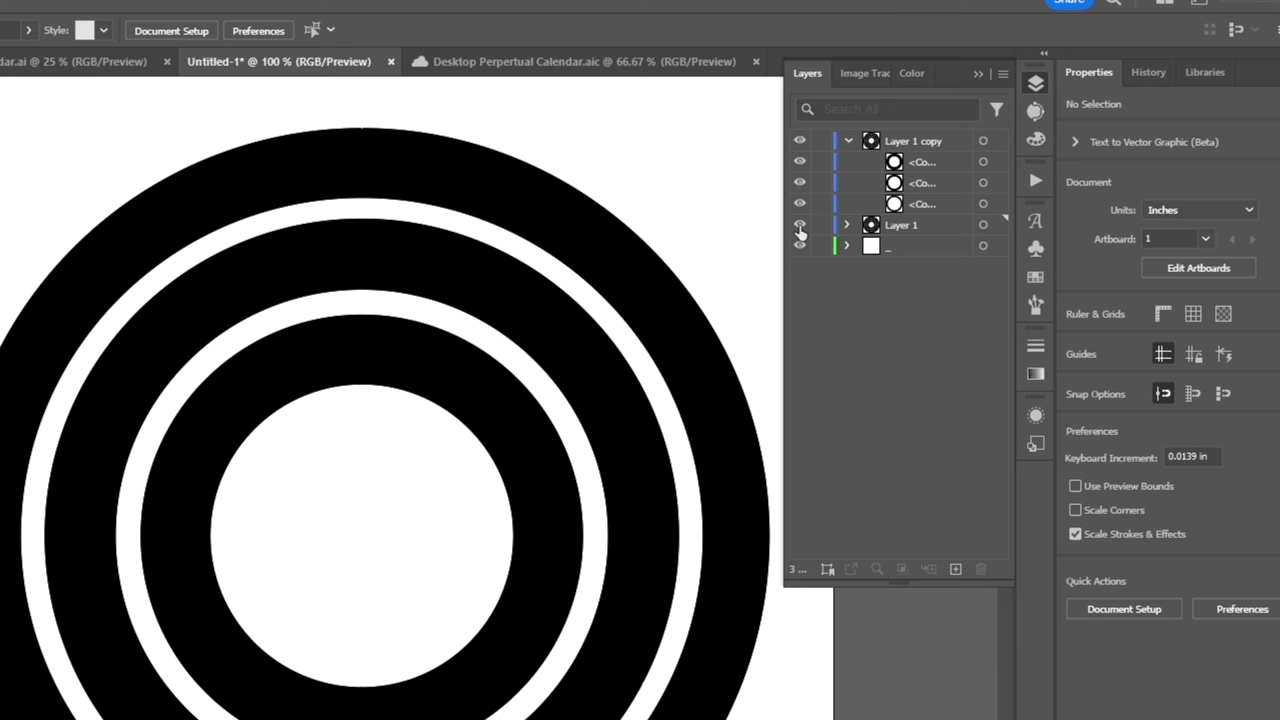 Share
Style: Document Setup Preferences
dar.ai @ 25 % (RGB/Preview) × Untitled-1* @ 100 % (RGB/Preview) × Desktop Perpertual Calendar.aic @ 66.67 % (RGB/Preview) ×
Layers Image Trac Color
Search All
Layer 1 copy
<Co...
<Co...
<Co...
Layer 1
_
3 ...
Properties History Libraries
No Selection
Text to Vector Graphic (Beta)
Document
Units: Inches
Artboard: 1
Edit Artboards
Ruler & Grids
Guides
Snap Options
Preferences
Keyboard Increment: 0.0139 in
Use Preview Bounds
Scale Corners
Scale Strokes & Effects
Quick Actions
Document Setup Preferences